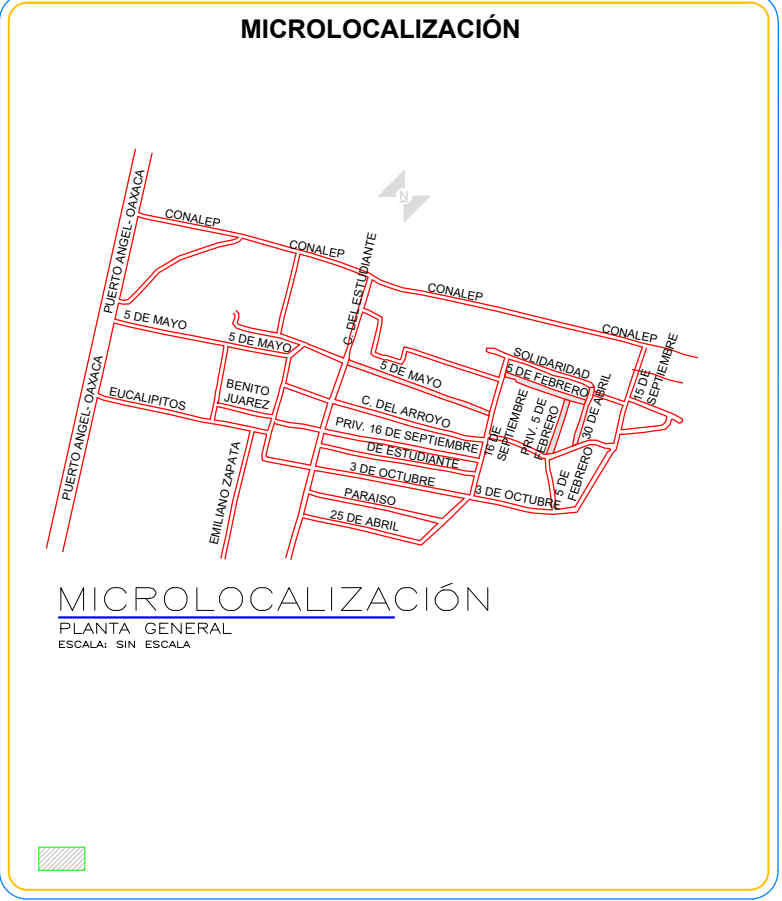 MICROLOCALIZACIÓN
N
PUERTO ANGEL- OAXACA
CONALEP
CONALEP
C. DEL ESTUDIANTE
CONALEP
CONALEP
15 DE
SEPTIEMBRE
5 DE MAYO
5 DE MAYO
5 DE MAYO
SOLIDARIDAD
5 DE FEBRERO
30 DE ABRIL
PUERTO ANGEL- OAXACA
EUCALIPITOS
BENITO
JUAREZ
C. DEL ARROYO
PRIV. 16 DE SEPTIEMBRE
DE ESTUDIANTE
16 DE
SEPTIEMBRE
PRIV. 5 DE
FEBRERO
5 DE
FEBRERO
3 DE OCTUBRE
3 DE OCTUBRE
EMILIANO ZAPATA
PARAISO
25 DE ABRIL
MICROLOCALIZACIÓN
PLANTA GENERAL
ESCALA: SIN ESCALA